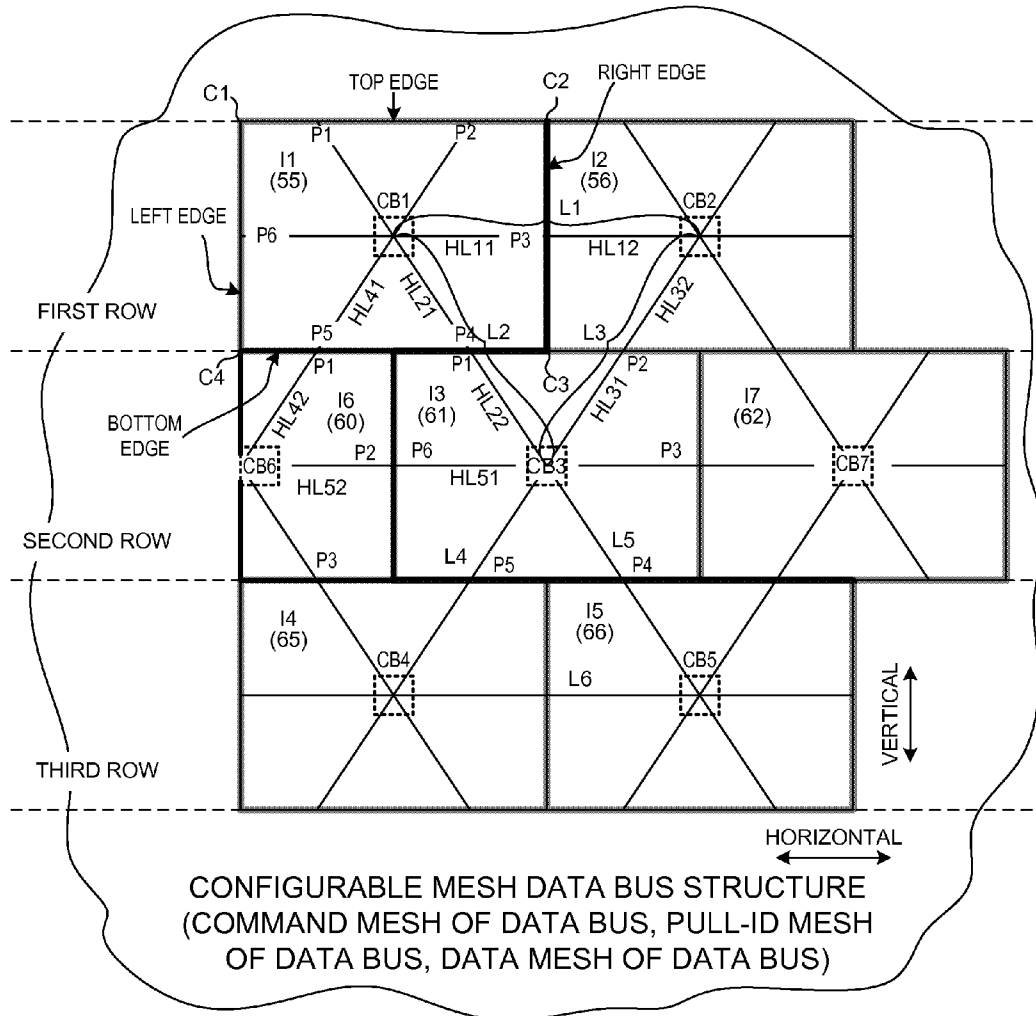 RIGHT EDGE
TOP EDGE
C1
C2
P1
P2
I1
(55)
I2
(56)
CB1
CB2
L1
LEFT EDGE
P6
HL11
P3
HL12
HL41
HL21
HL32
FIRST ROW
P5
P4
L2
L3
C4
P1
P1
C3
P2
HL42
I6
(60)
I3
(61)
HL22
HL31
I7
(62)
BOTTOM
EDGE
CB6
P2
P6
CB3
P3
CB7
HL52
HL51
SECOND ROW
P3
L4
P5
L5
P4
I4
(65)
I5
(66)
CB4
CB5
L6
VERTICAL
THIRD ROW
HORIZONTAL
CONFIGURABLE MESH DATA BUS STRUCTURE
(COMMAND MESH OF DATA BUS, PULL-ID MESH
OF DATA BUS, DATA MESH OF DATA BUS)